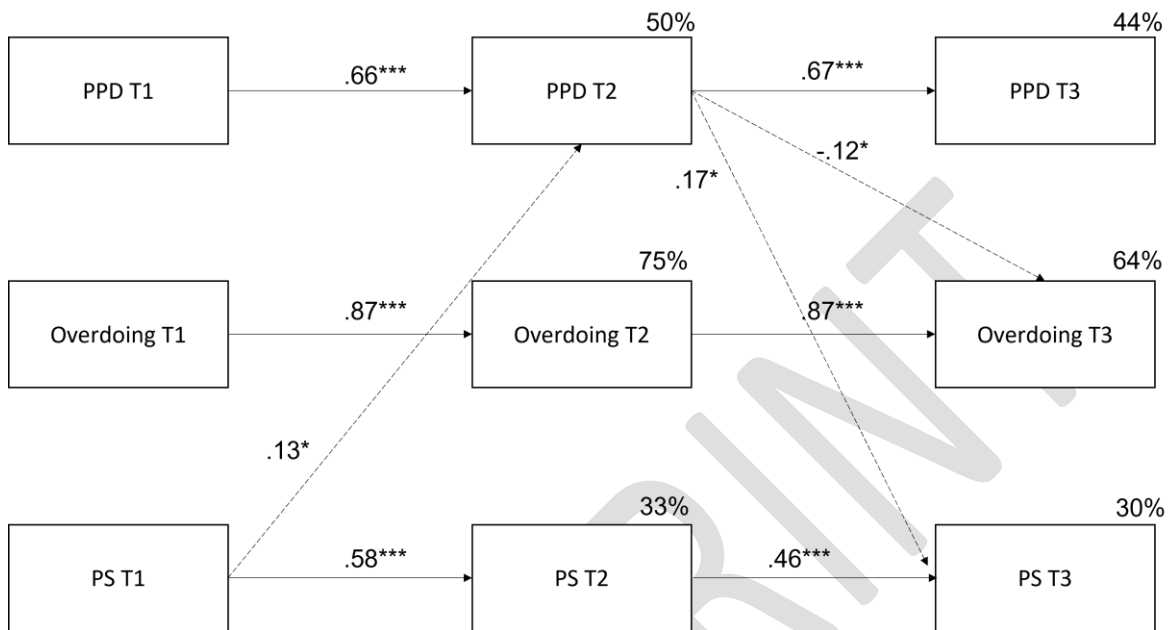 50%
44%
PPD T1
.66***
PPD T2
.67***
PPD T3
-.12*
.17*
75%
64%
Overdoing T1
.87***
Overdoing T2
.87***
Overdoing T3
.13*
33%
30%
PS T1
.58***
PS T2
.46***
PS T3
RINT